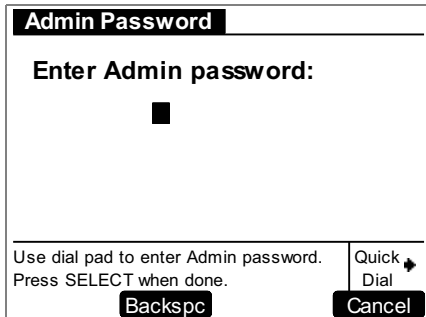 Admin Password
Enter Admin password:
Use dial pad to enter Admin password.
Press SELECT when done.
Quick
Dial
Backspc
Cancel